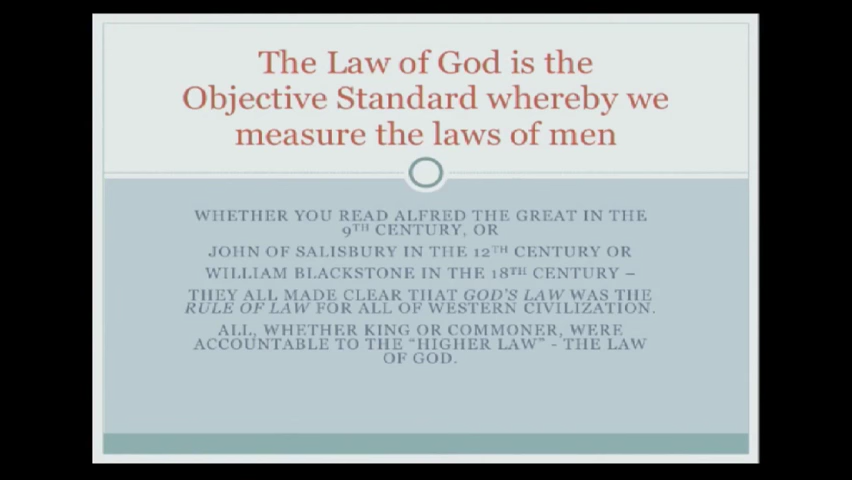 The Law of God is the
Objective Standard whereby we
measure the laws of men
WHETHER YOU READ ALFRED THE GREAT IN THE
9TH CENTURY, OR
JOHN OF SALISBURY IN THE 12TH CENTURY OR
WILLIAM BLACKSTONE IN THE 18TH CENTURY –
THEY ALL MADE CLEAR THAT GOD'S LAW WAS THE
RULE OF LAW FOR ALL OF WESTERN CIVILIZATION.
ALL, WHETHER KING OR COMMONER, WERE
ACCOUNTABLE TO THE "HIGHER LAW" - THE LAW
OF GOD.